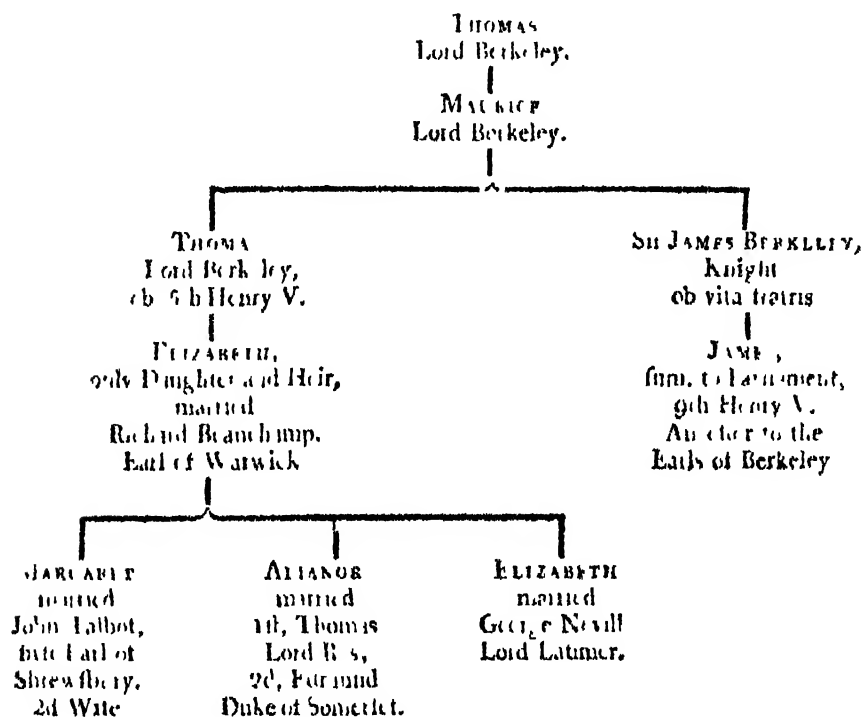 THOMAS
Lord Berkeley.
MAURICE
Lord Berkeley.
THOMA
Lord Berkeley,
ob. 5th Henry V.
ELIZABETH,
only Daughter and Heir,
married
Richard Beauchamp.
Earl of Warwick
Sir JAMES BERKELEY,
Knight
ob vita fratris
JAMES,
sum. to Parliament,
9th Henry V.
Ancestor to the
Earls of Berkeley
MARGARET
married
John Talbot,
Earl of
Shrewsbury.
2d Wife
ALIANOR
married
1st, Thomas
Lord Ros,
2d, Edmund
Duke of Somerset.
ELIZABETH
married
George Nevill
Lord Latimer.